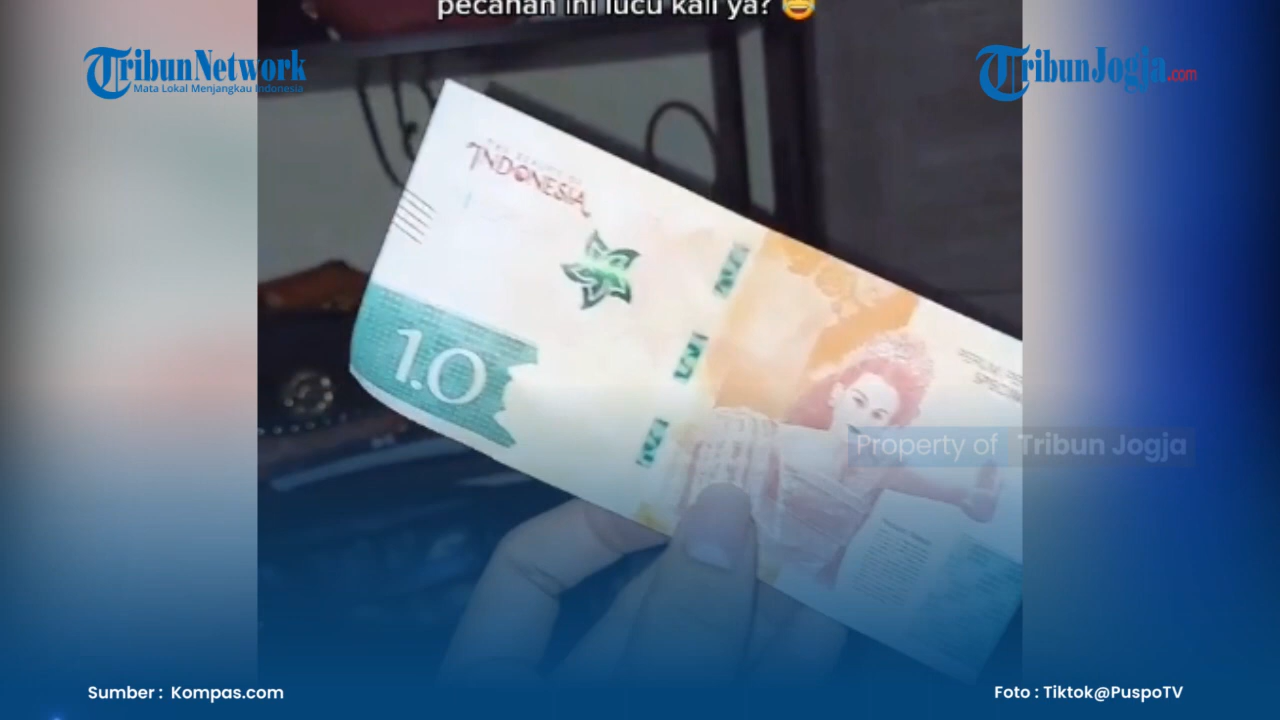 pecahan ini lucu kali ya? 😄
TribunNetwork
Mata Lokal Menjangkau Indonesia
TribunJogja.com
INDONESIA
1.0
Property of Tribun Jogja
Sumber : Kompas.com
Foto : Tiktok@PuspoTV